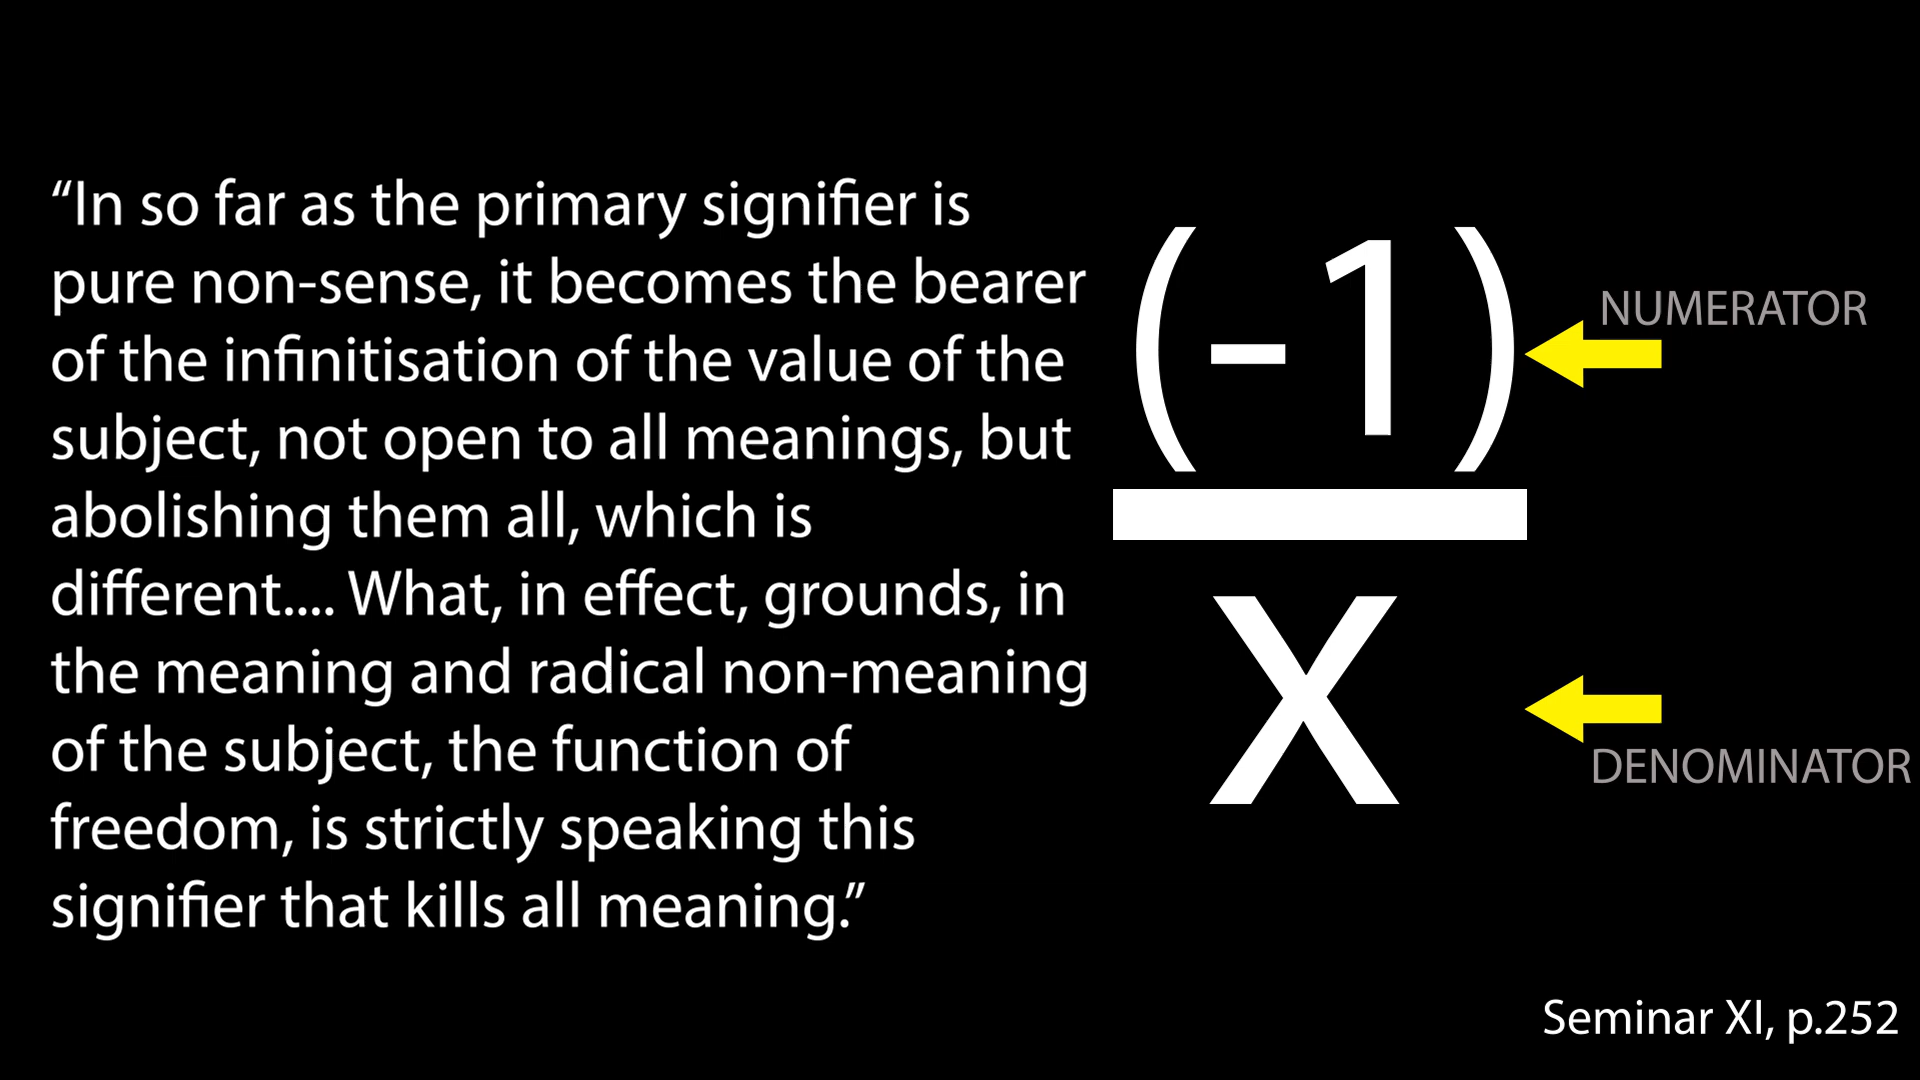 “In so far as the primary signifier is
pure non-sense, it becomes the bearer
of the infinitisation of the value of the
subject, not open to all meanings, but
abolishing them all, which is
different.... What, in effect, grounds, in
the meaning and radical non-meaning
of the subject, the function of
freedom, is strictly speaking this
signifier that kills all meaning.”
(-1)
NUMERATOR
X
DENOMINATOR
Seminar XI, p.252